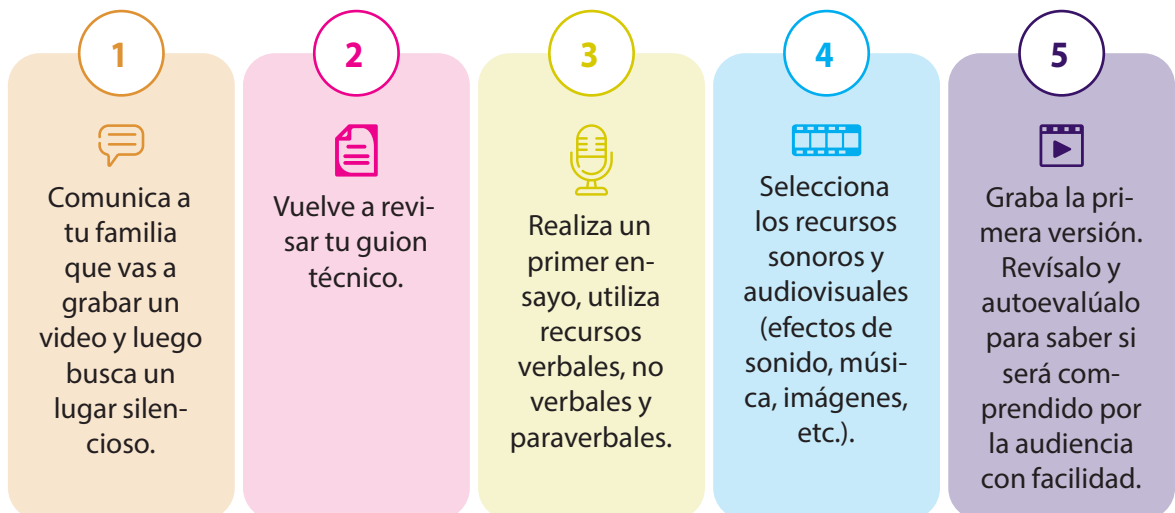 1
Comunica a
tu familia
que vas a
grabar un
video y luego
busca un
lugar silen-
cioso.
2
Vuelve a revi-
sar tu guion
técnico.
3
Realiza un
primer en-
sayo, utiliza
recursos
verbales, no
verbales y
paraverbales.
4
Selecciona
los recursos
sonoros y
audiovisuales
(efectos de
sonido, músi-
ca, imágenes,
etc.).
5
Graba la pri-
mera versión.
Revísalo y
autoevalúalo
para saber si
será com-
prendido por
la audiencia
con facilidad.